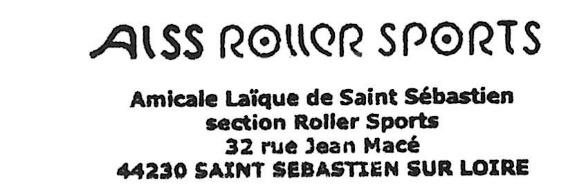 AlSS ROLLER SPORTS
Amicale Laïque de Saint Sébastien
section Roller Sports
32 rue Jean Macé
44230 SAINT SEBASTIEN SUR LOIRE